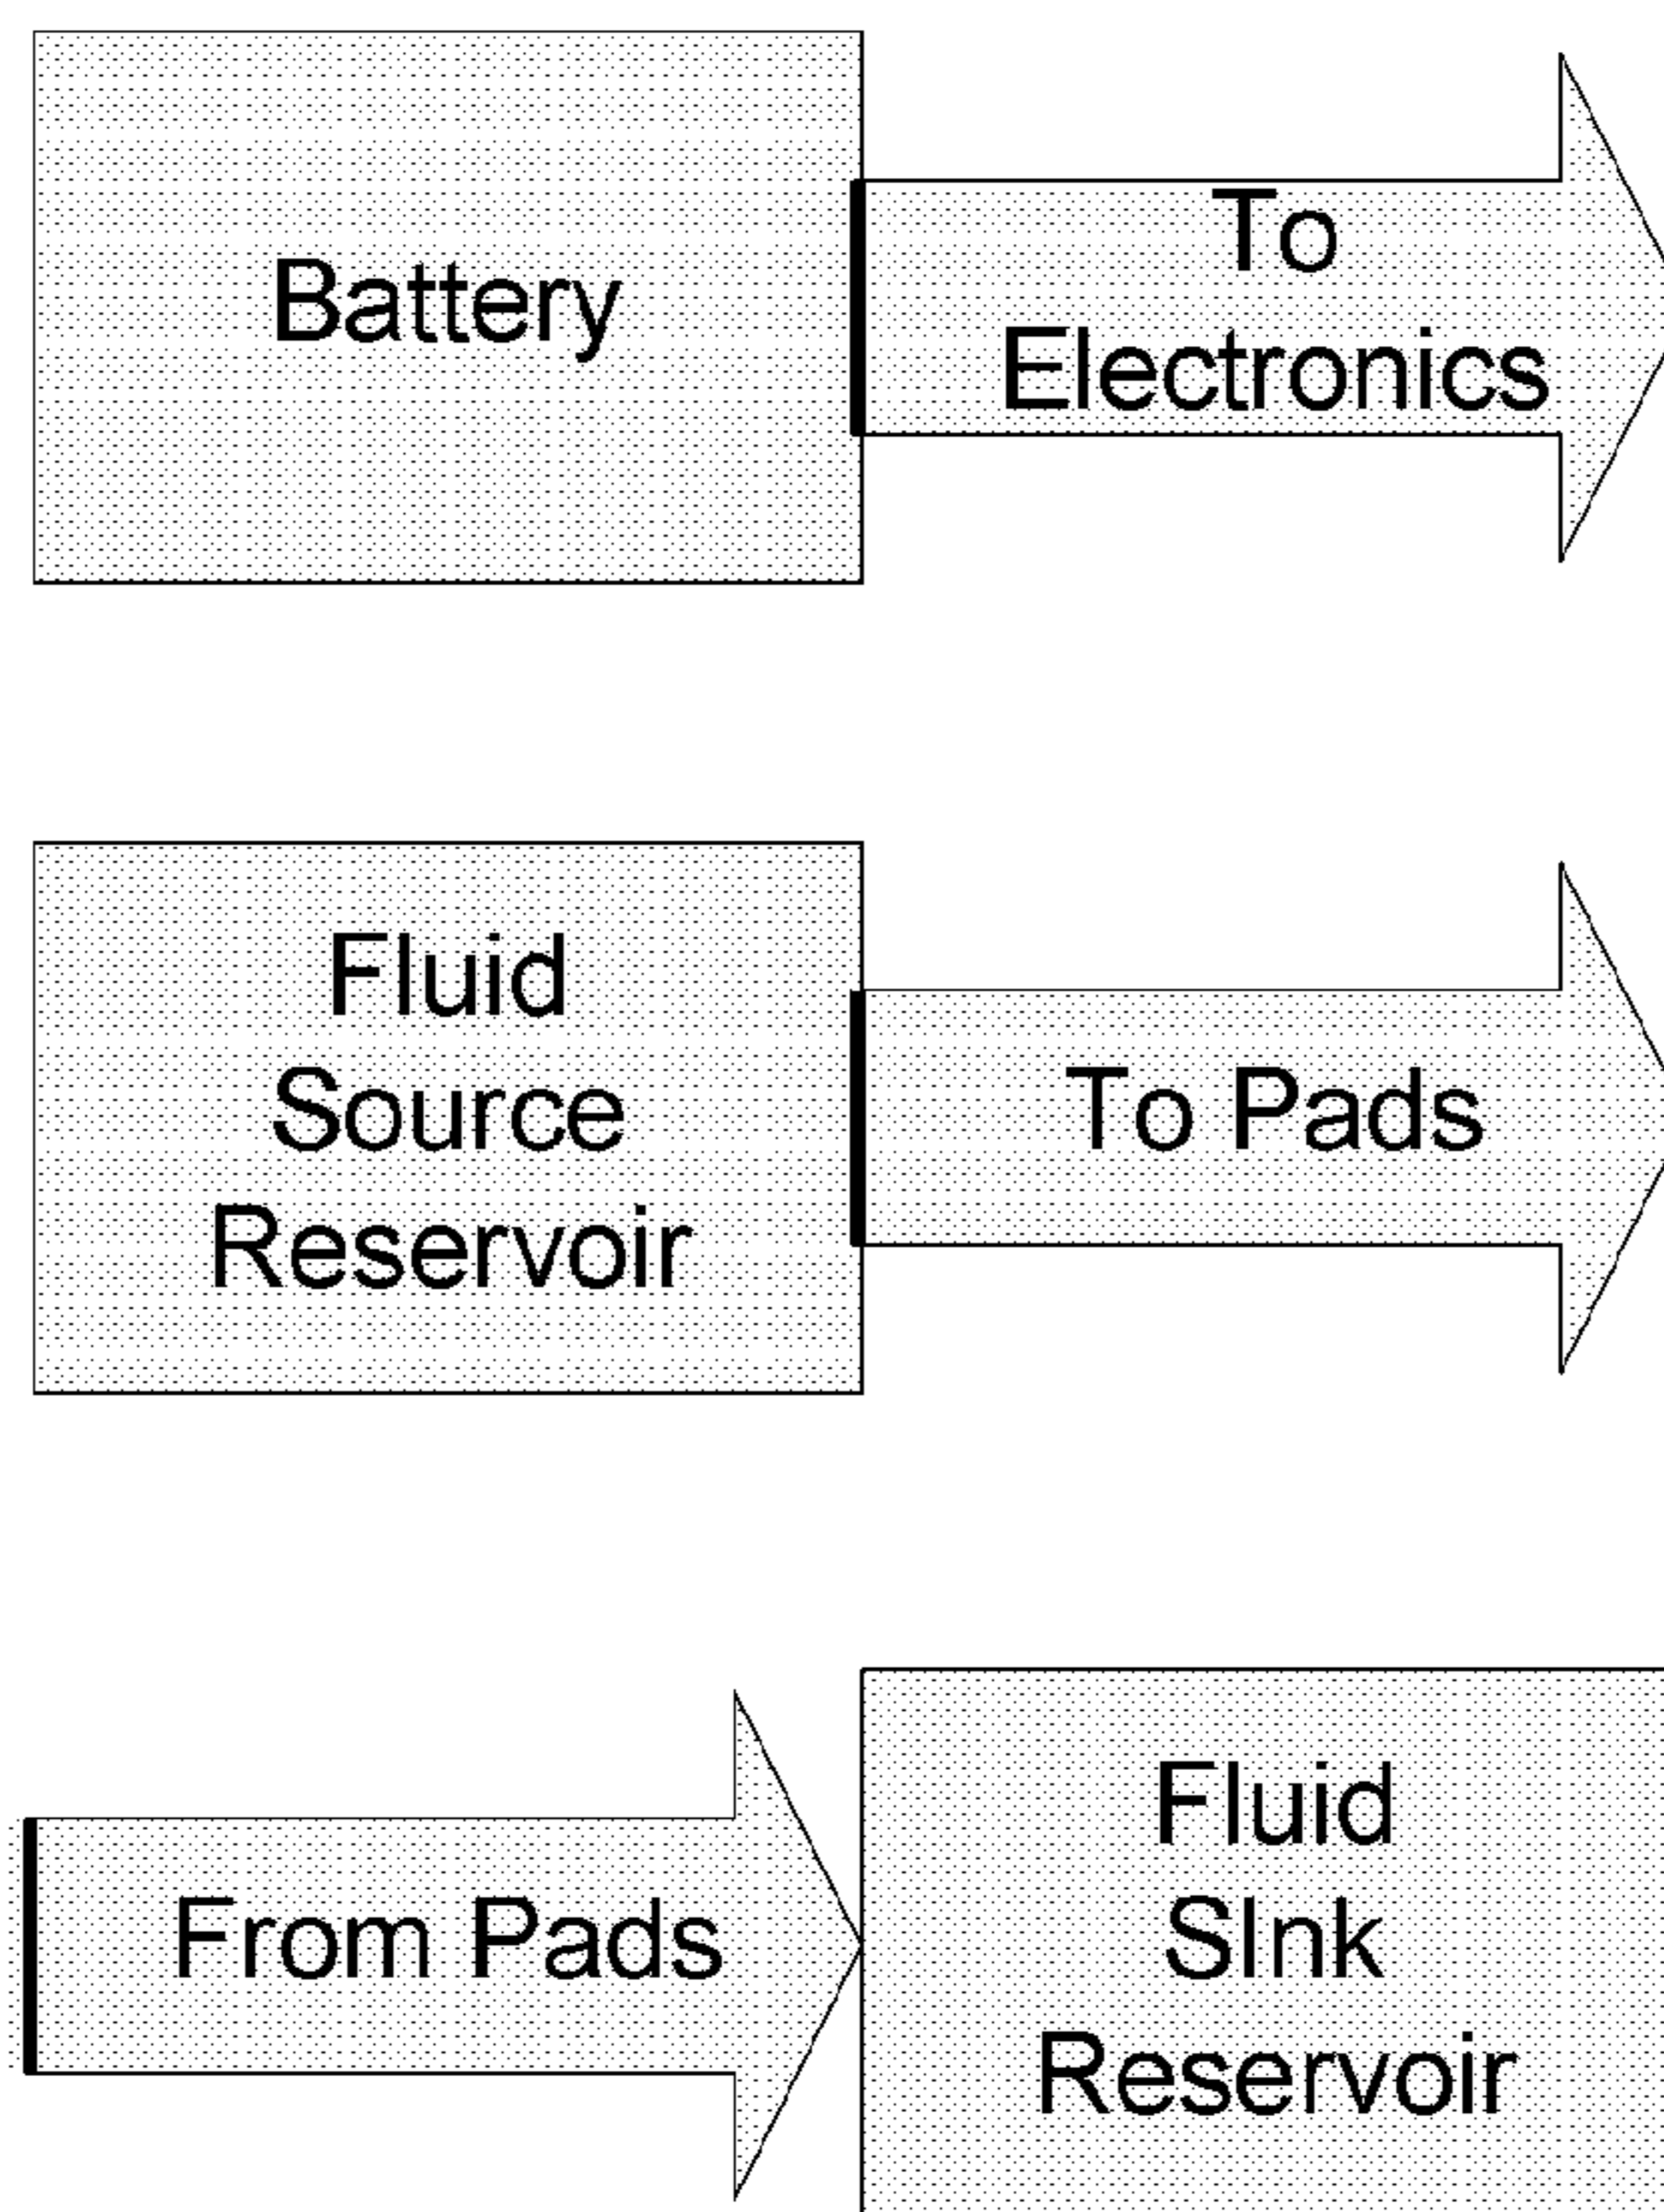 Battery
To
Electronics
Fluid
Source
Reservoir
To Pads
From Pads
Fluid
SInk
Reservoir